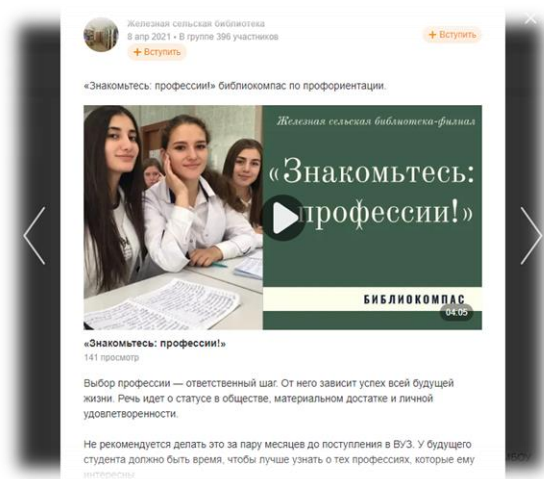 Железная сельская библиотека
8 апр 2021 • В группе 396 участников
+ Вступить
+ Вступить
«Знакомьтесь: профессии!» библиокомпас по профориентации.
Железная сельская библиотека-филиал
«Знакомьтесь:
профессии!»
БИБЛИОКОМПАС
04:05
«Знакомьтесь: профессии!»
141 просмотр
Выбор профессии — ответственный шаг. От него зависит успех всей будущей
жизни. Речь идет о статусе в обществе, материальном достатке и личной
удовлетворенности.
Не рекомендуется делать это за пару месяцев до поступления в ВУЗ. У будущего
студента должно быть время, чтобы лучше узнать о тех профессиях, которые ему
интересны